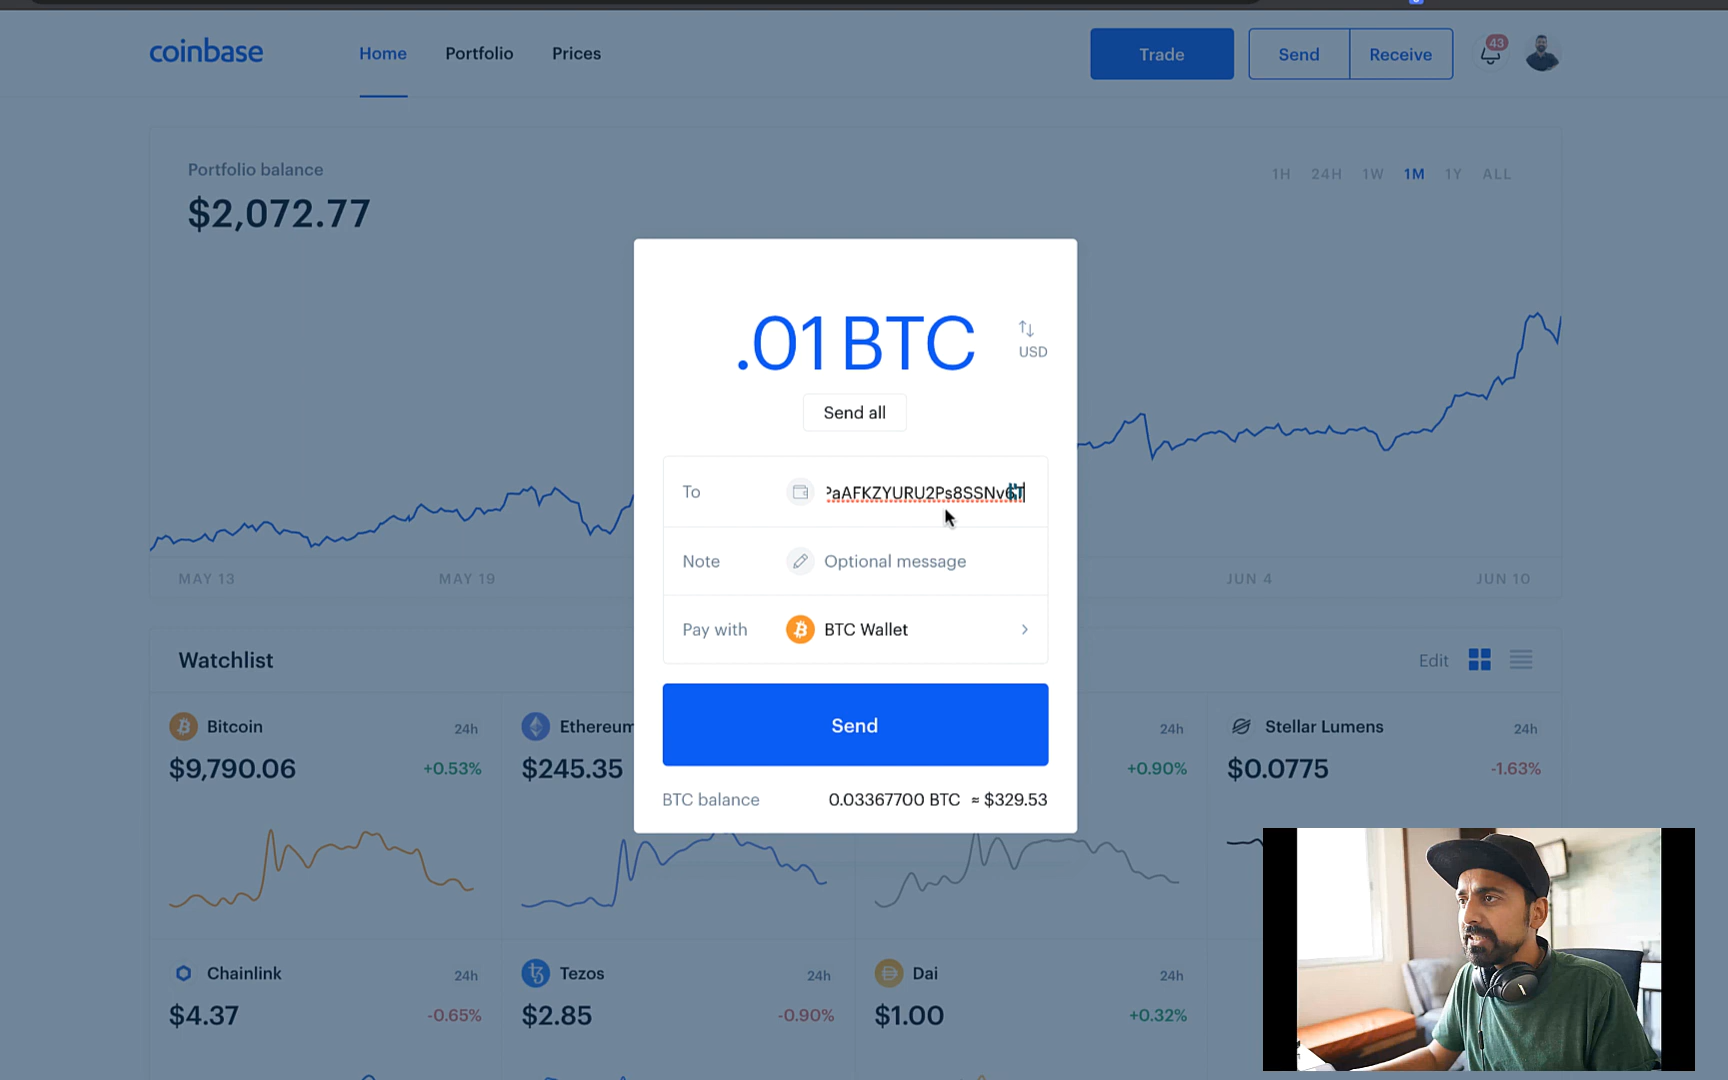 coinbase
Home
Portfolio
Prices
Trade
Send
Receive
43
Portfolio balance
$2,072.77
1H 24H 1W 1M 1Y ALL
.01 BTC
USD
Send all
To
PaAFKZYURU2Ps8SSNv6T
Note
Optional message
Pay with
BTC Wallet
Send
BTC balance
0.03367700 BTC ≈ $329.53
MAY 13
MAY 19
JUN 4
JUN 10
Watchlist
Edit
Bitcoin
24h
$9,790.06
+0.53%
Ethereum
$245.35
24h
+0.90%
Stellar Lumens
24h
$0.0775
-1.63%
Chainlink
24h
$4.37
-0.65%
Tezos
24h
$2.85
-0.90%
Dai
24h
$1.00
+0.32%